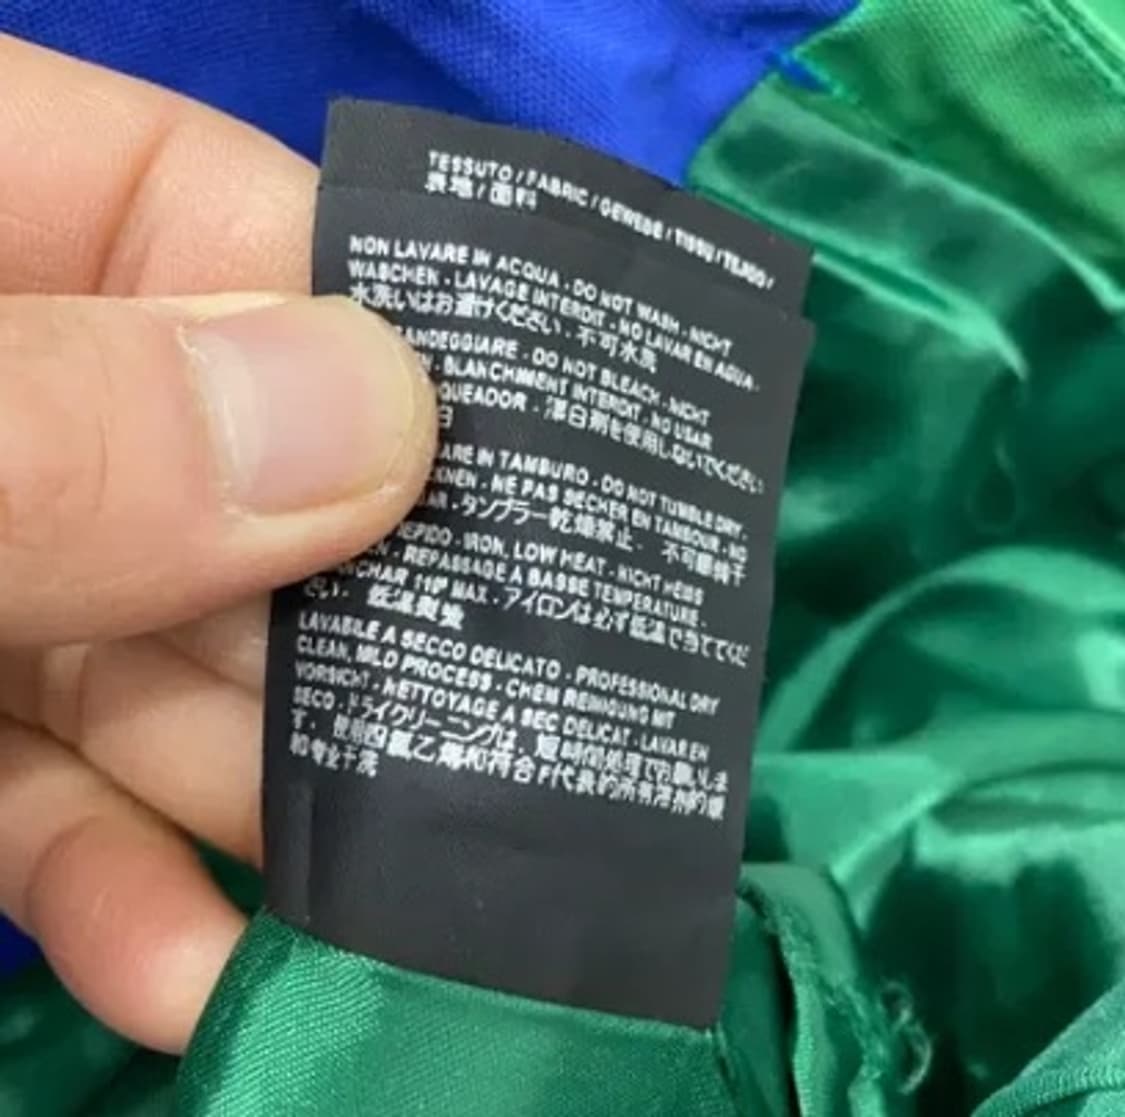 TESSUTO / FABRIC / GEWEBE / TISSU / TEJIDO /
表地 / 面料
NON LAVARE IN ACQUA - DO NOT WASH - NICHT
WASCHEN - LAVAGE INTERDIT - NO LAVAR EN AGUA -
水洗いはお避けください - 不可水洗
ANDEGGIARE - DO NOT BLEACH - NICHT
N - BLANCHIMENT INTERDIT - NO USAR
QUEADOR - 漂白剤を使用しないでください
白
ARE IN TAMBURO - DO NOT TUMBLE DRY -
KNEN - NE PAS SÉCHER EN TAMBOUR - NO
AR - タンブラー乾燥禁止 - 不可翻转干
EPIDO - IRON, LOW HEAT - NICHT HEISS
EN - REPASSAGE A BASSE TEMPERATURE -
NCHAR 110º MAX - アイロンは必ず低温で当ててくだ
さい - 低温熨烫
LAVABILE A SECCO DELICATO - PROFESSIONAL DRY
CLEAN, MILD PROCESS - CHEM REINIGUNG MIT
VORSICHT - NETTOYAGE A SEC DELICAT - LAVAR EN
SECO - ドライクリーニングは、短時間処理でお願いしま
す - 使用四氯乙烯和符合F代表的所有溶剂的缓
和专业干洗